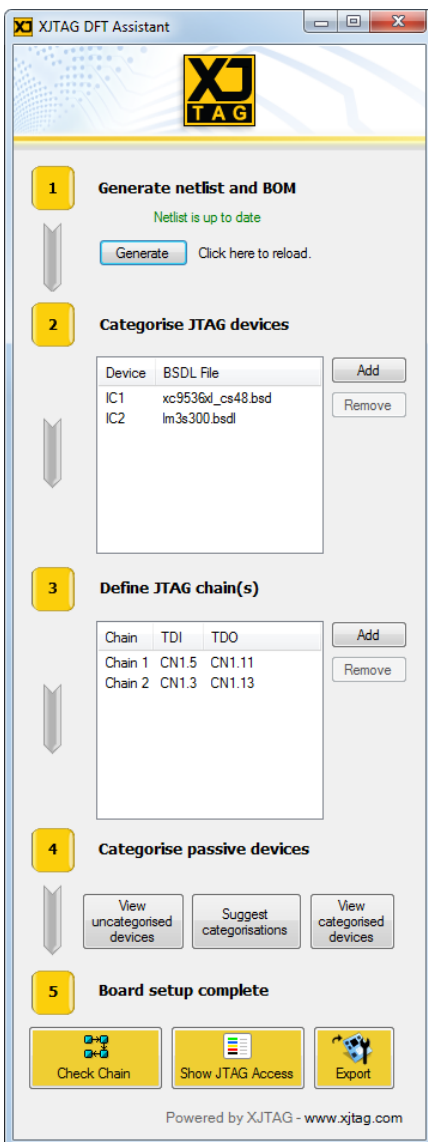 XJTAG DFT Assistant
XJ
TAG
1 Generate netlist and BOM
Netlist is up to date
Generate Click here to reload.
2 Categorise JTAG devices
Device BSDL File
Add
IC1 xc9536xl_cs48.bsd
Remove
IC2 lm3s300.bsdl
3 Define JTAG chain(s)
Chain TDI TDO
Add
Chain 1 CN1.5 CN1.11
Remove
Chain 2 CN1.3 CN1.13
4 Categorise passive devices
View
uncategorised
devices
Suggest
categorisations
View
categorised
devices
5 Board setup complete
Check Chain
Show JTAG Access
Export
Powered by XJTAG - www.xjtag.com